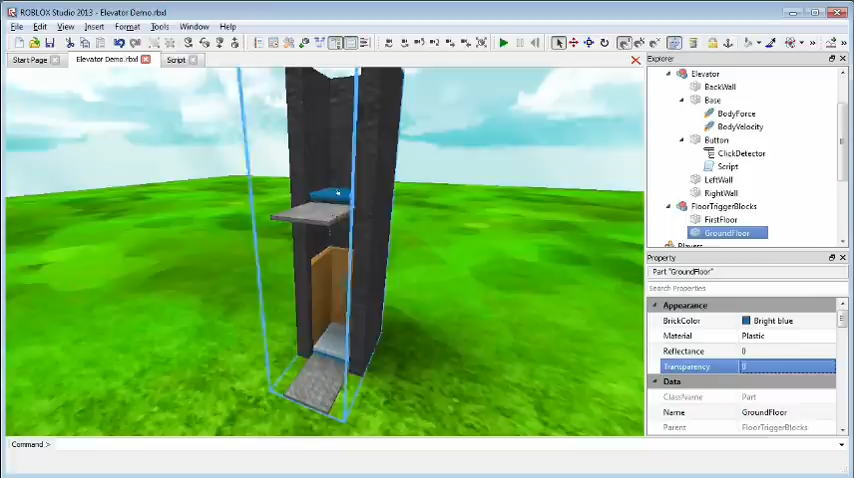 ROBLOX Studio 2013 - Elevator Demo.rbxl
File Edit View Insert Format Tools Window Help
Start Page Elevator Demo.rbxl Script
Explorer
Elevator
BackWall
Base
BodyForce
BodyVelocity
Button
ClickDetector
Script
LeftWall
RightWall
FloorTriggerBlocks
FirstFloor
GroundFloor
Players
Property
Part "GroundFloor"
Search Properties
Appearance
BrickColor Bright blue
Material Plastic
Reflectance 0
Transparency 0
Data
ClassName Part
Name GroundFloor
Parent FloorTriggerBlocks
Command >